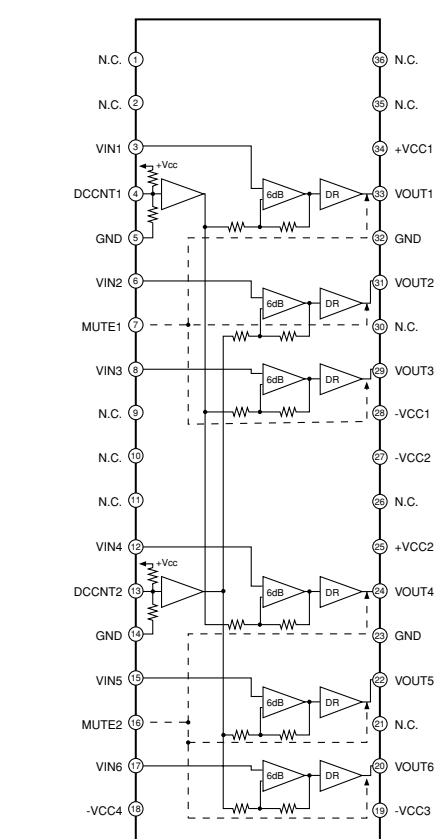 N.C. 1
36 N.C.
N.C. 2
35 N.C.
VIN1 3
34 +VCC1
+Vcc
DCCNT1 4
6dB
DR
33 VOUT1
GND 5
32 GND
VIN2 6
31 VOUT2
6dB
DR
MUTE1 7
30 N.C.
VIN3 8
29 VOUT3
6dB
DR
N.C. 9
28 -VCC1
N.C. 10
27 -VCC2
N.C. 11
26 N.C.
VIN4 12
25 +VCC2
+Vcc
DCCNT2 13
6dB
DR
24 VOUT4
GND 14
23 GND
VIN5 15
22 VOUT5
6dB
DR
MUTE2 16
21 N.C.
VIN6 17
20 VOUT6
6dB
DR
-VCC4 18
19 -VCC3